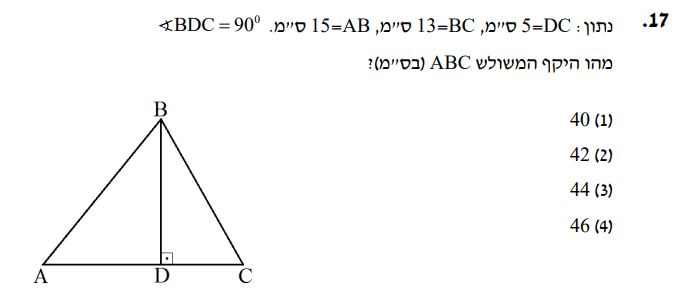 17. נתון: DC=5 ס״מ, BC=13 ס״מ, AB=15 ס״מ. ∢BDC = 90⁰
מהו היקף המשולש ABC (בס״מ)?
(1) 40
(2) 42
(3) 44
(4) 46
B
A D C